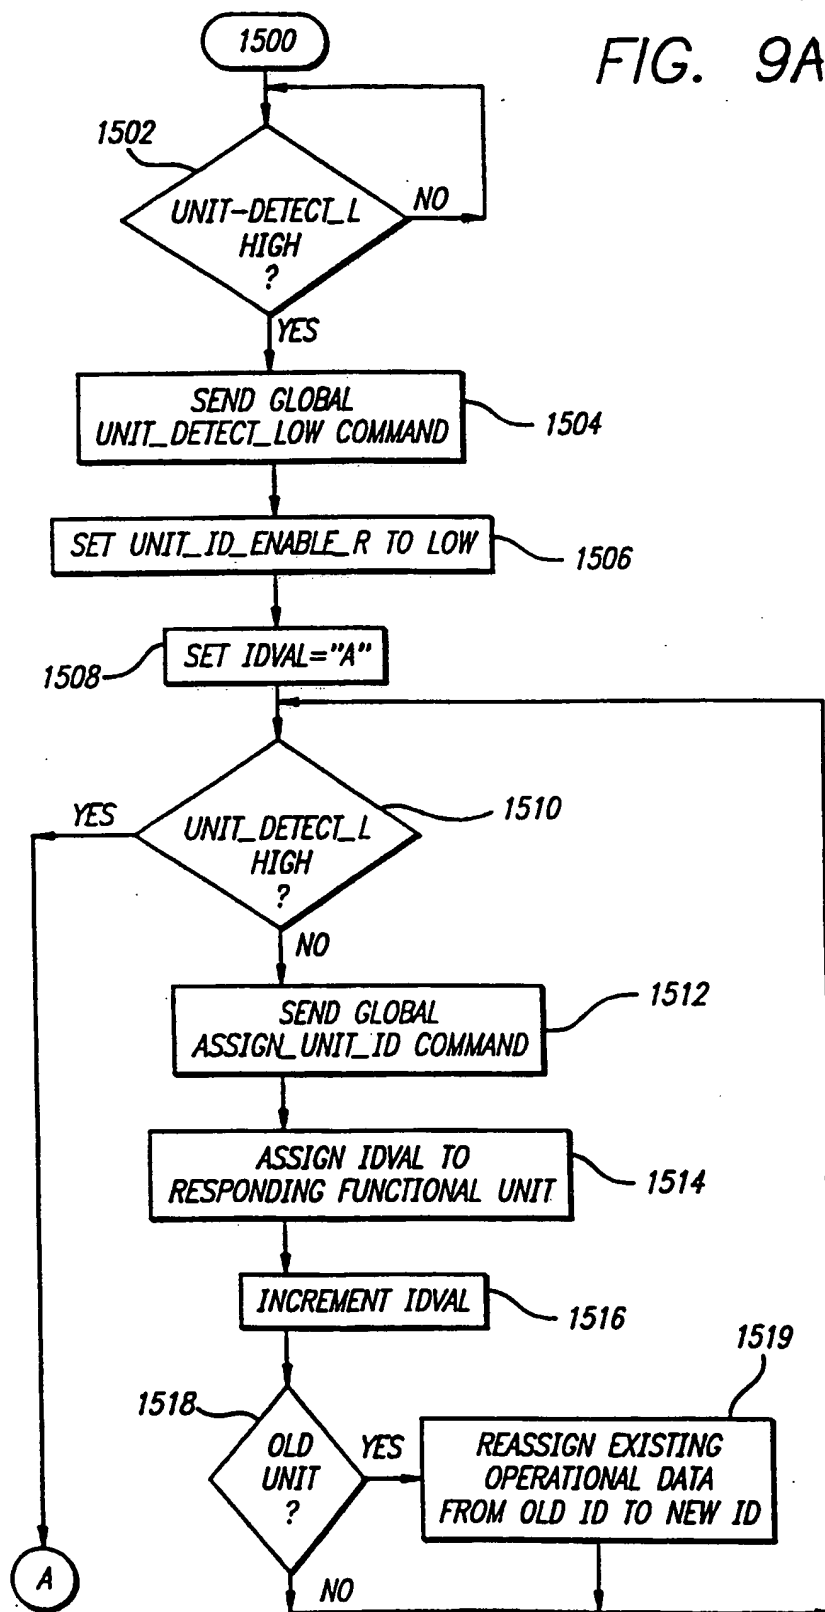 1500
FIG. 9A
1502
UNIT-DETECT_L
HIGH
?
NO
YES
SEND GLOBAL
UNIT_DETECT_LOW COMMAND
1504
SET UNIT_ID_ENABLE_R TO LOW
1506
SET IDVAL="A"
1508
YES
UNIT_DETECT_L
HIGH
?
1510
NO
SEND GLOBAL
ASSIGN_UNIT_ID COMMAND
1512
ASSIGN IDVAL TO
RESPONDING FUNCTIONAL UNIT
1514
INCREMENT IDVAL
1516
1518
OLD
UNIT
?
YES
1519
REASSIGN EXISTING
OPERATIONAL DATA
FROM OLD ID TO NEW ID
NO
A